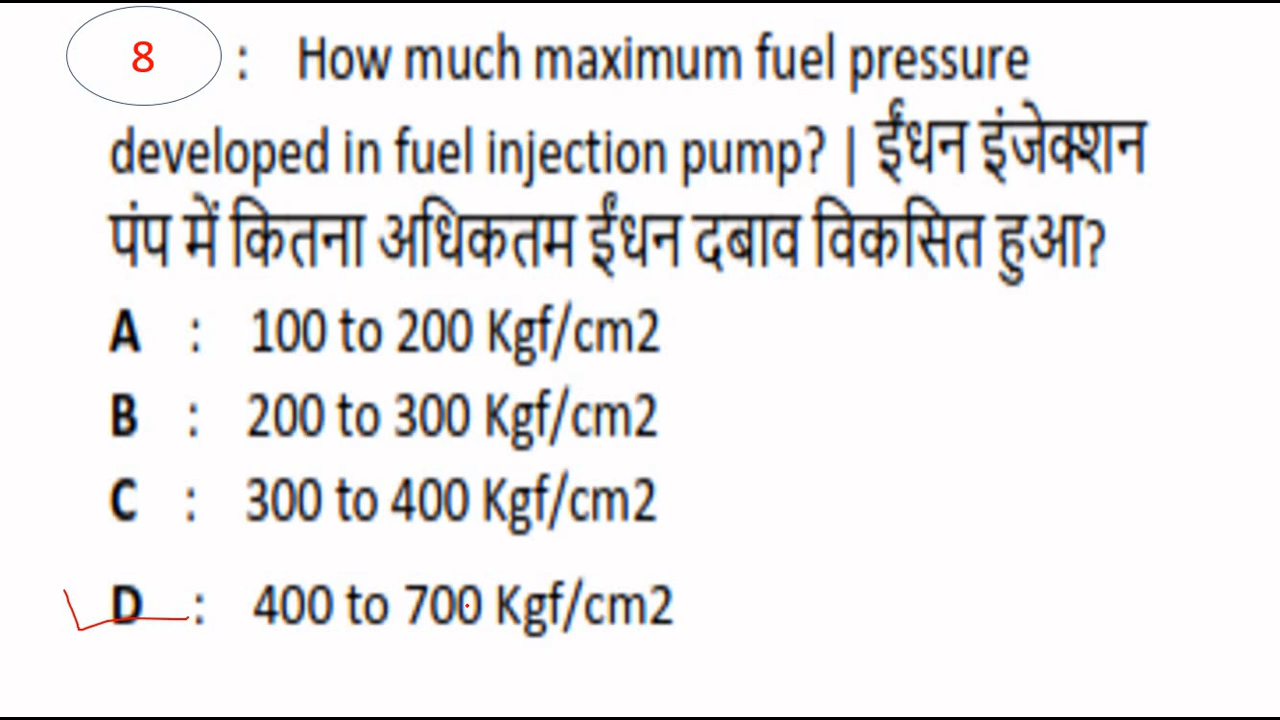 8 : How much maximum fuel pressure
developed in fuel injection pump? | ईंधन इंजेक्शन
पंप में कितना अधिकतम ईंधन दबाव विकसित हुआ?
A : 100 to 200 Kgf/cm2
B : 200 to 300 Kgf/cm2
C : 300 to 400 Kgf/cm2
D : 400 to 700 Kgf/cm2